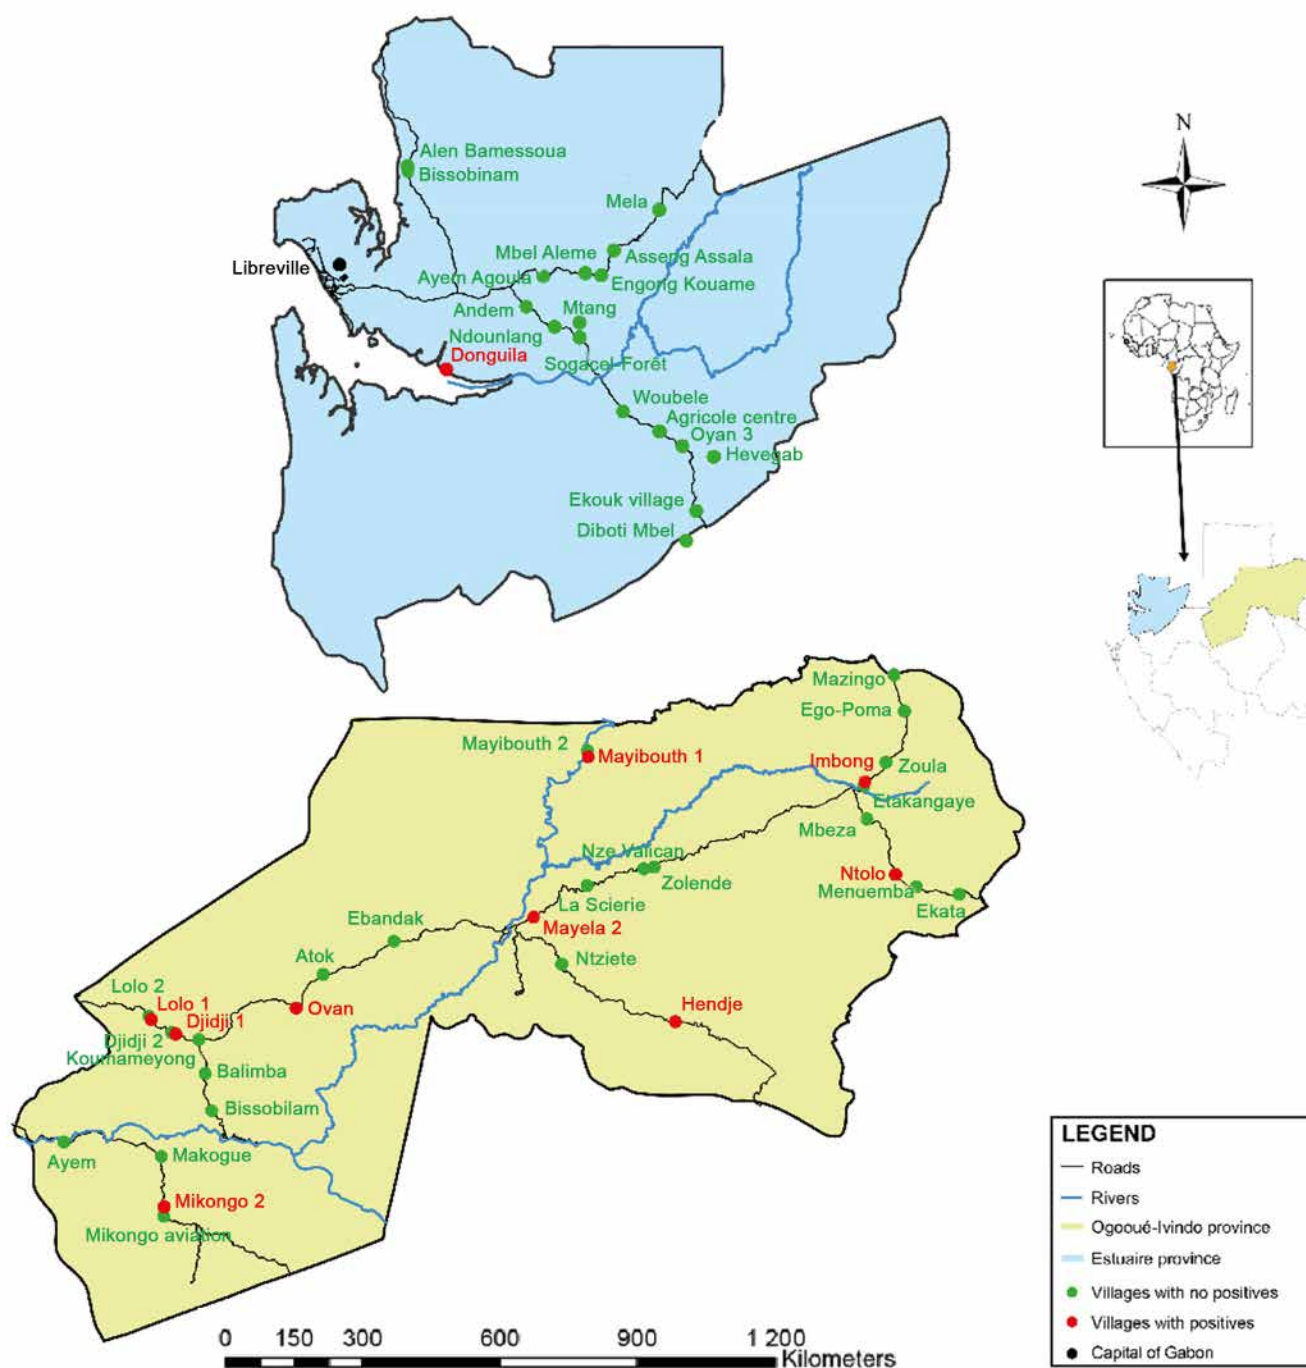 N
Alen Bamessoua
Bissobinam
Mela
Libreville
Mbel Aleme
Asseng Assala
Ayem Agoula
Engong Kouame
Andem
Mtang
Ndounlang
Donguila
Sogacel-Forêt
Woubele
Agricole centre
Oyan 3
Hevegab
Ekouk village
Diboti Mbel
Mazingo
Ego-Poma
Mayibouth 2
Mayibouth 1
Imbong
Zoula
Etakangaye
Mbeza
Nze Vatican
Zolende
Ntolo
Menuemba
La Scierie
Ekata
Ebandak
Mayela 2
Atok
Ntziete
Lolo 2
Lolo 1
Ovan
Hendje
Djidji 1
Djidji 2
Koumameyong
Balimba
Bissobilam
Ayem
Makogue
Mikongo 2
Mikongo aviation
LEGEND
Roads
Rivers
Ogooué-Ivindo province
Estuaire province
Villages with no positives
Villages with positives
Capital of Gabon
0 150 300 600 900 1 200
Kilometers